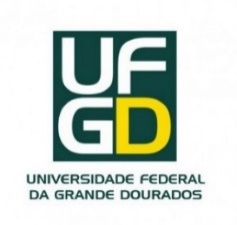 UF
GD
UNIVERSIDADE FEDERAL
DA GRANDE DOURADOS